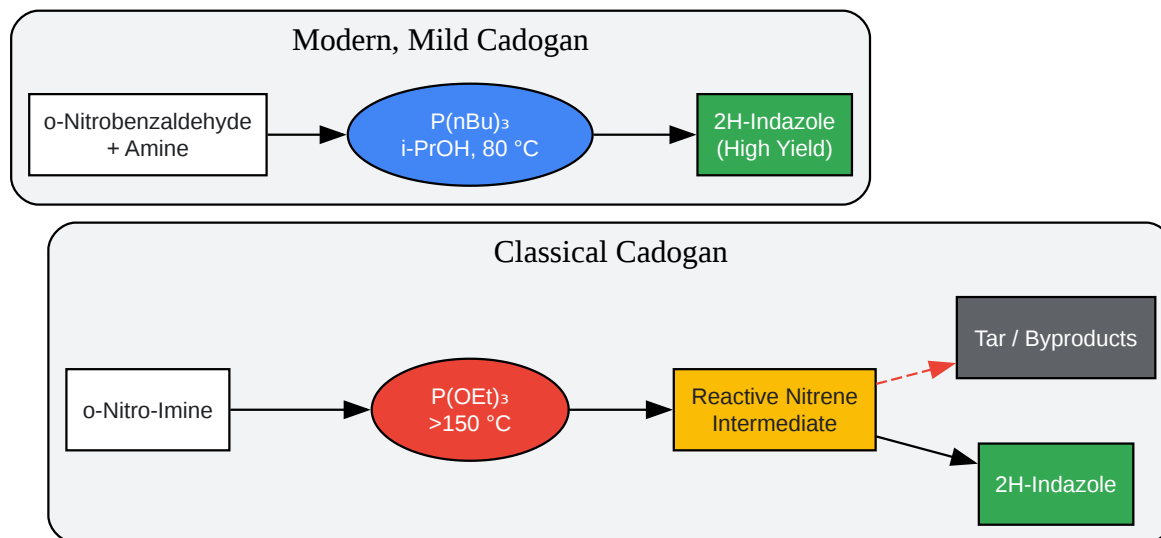 Modern, Mild Cadogan
o-Nitrobenzaldehyde
+ Amine
P(nBu)₃
i-PrOH, 80 °C
2H-Indazole
(High Yield)
Classical Cadogan
o-Nitro-Imine
P(OEt)₃
>150 °C
Reactive Nitrene
Intermediate
Tar / Byproducts
2H-Indazole